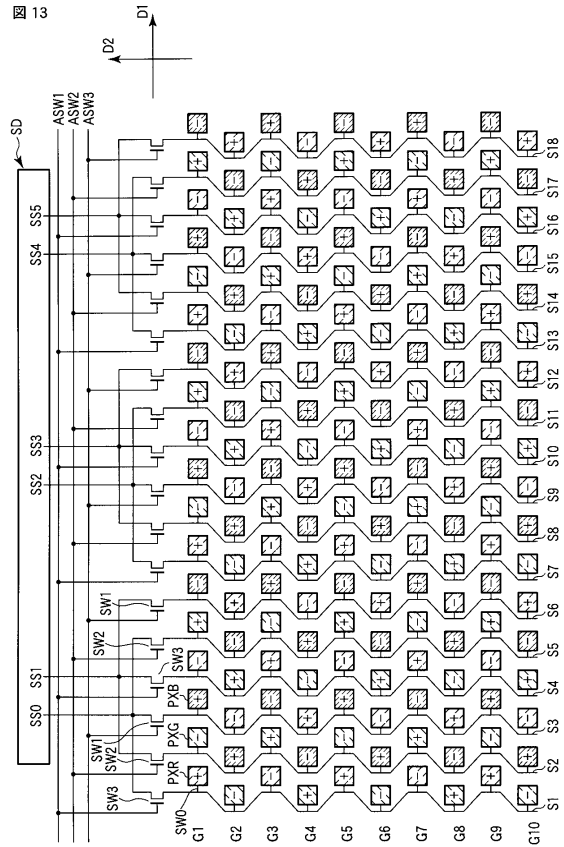 図 13
D1
D2
SD
ASW1
ASW2
ASW3
SS0
SS1
SS2
SS3
SS4
SS5
SW3
SW2
SW1
SW3
SW2
SW1
SW0
PXR
PXG
PXB
G1
G2
G3
G4
G5
G6
G7
G8
G9
G10
S1
S2
S3
S4
S5
S6
S7
S8
S9
S10
S11
S12
S13
S14
S15
S16
S17
S18